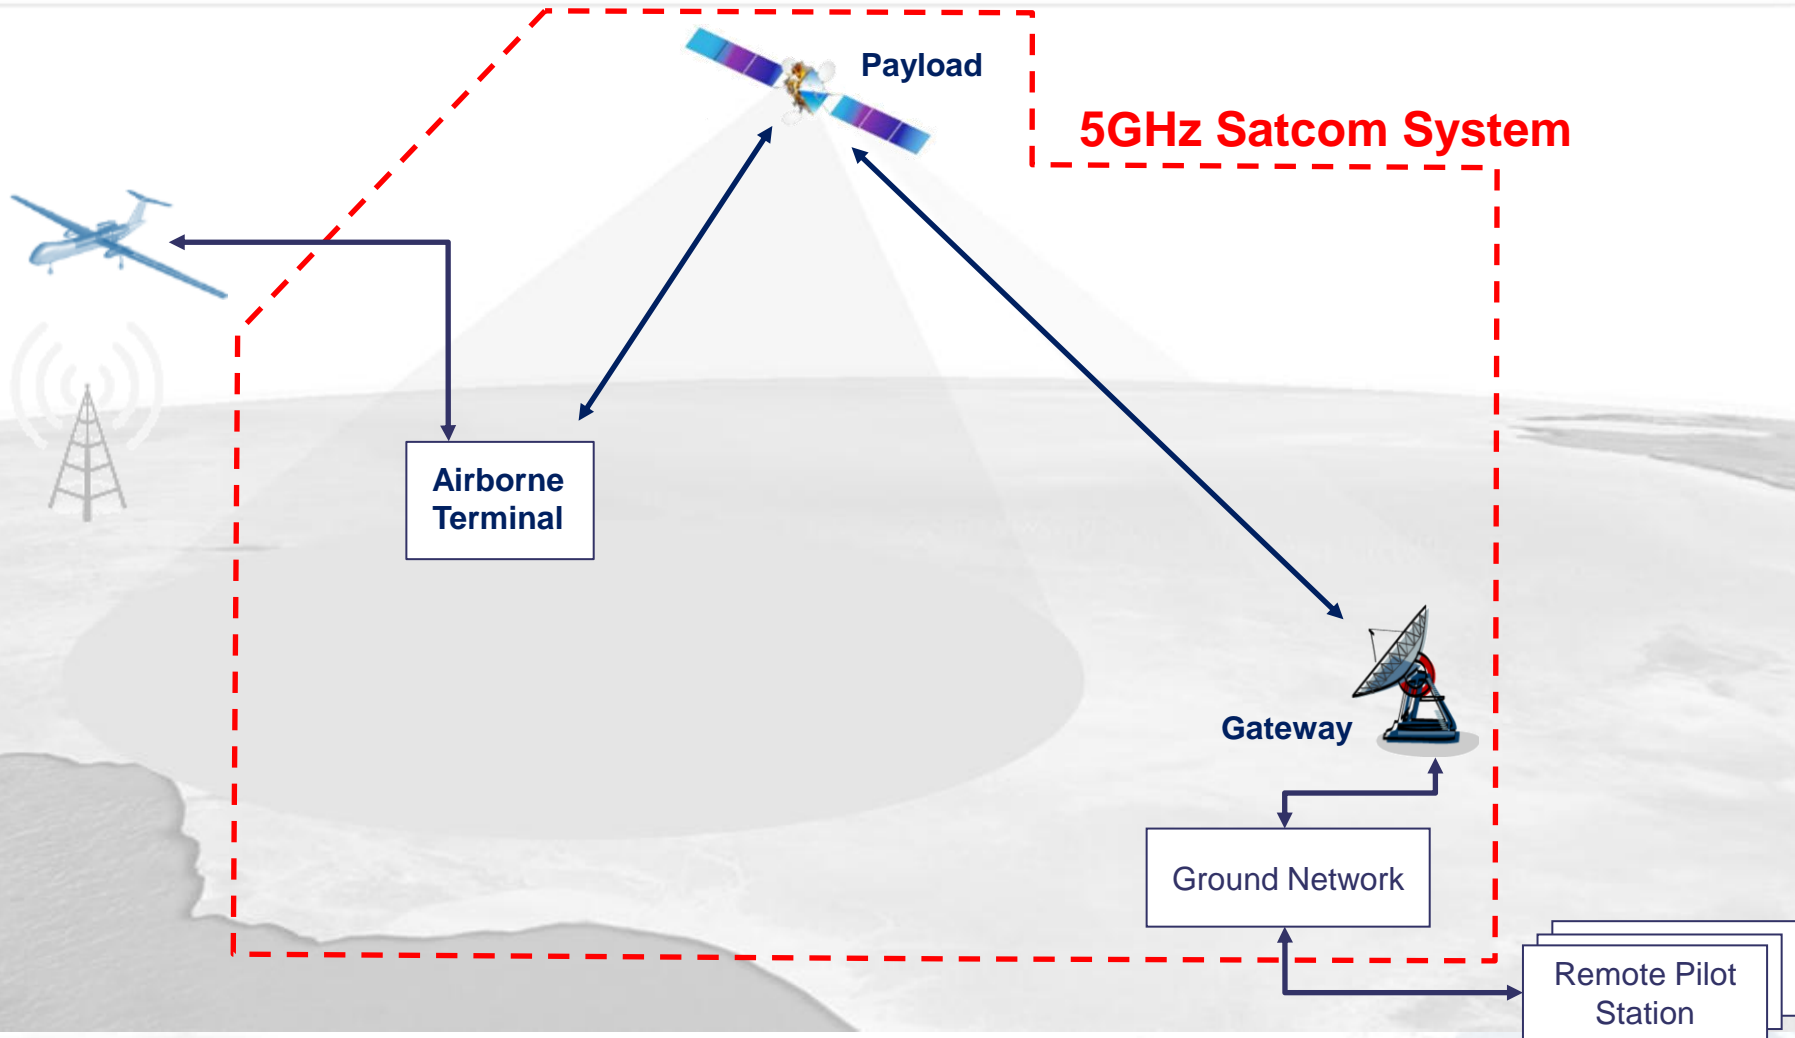 Payload
5GHz Satcom System
Airborne
Terminal
Gateway
Ground Network
Remote Pilot
Station